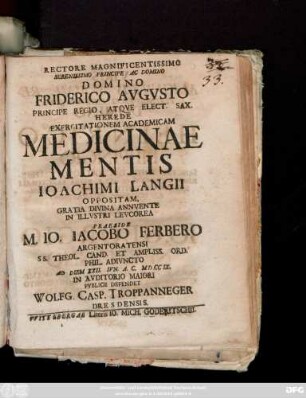 RECTORE MAGNIFICENTISSIMO
SERENISSIMO PRINCIPE AC DOMINO
DOMINO
FRIDERICO AVGVSTO
PRINCIPE REGIO, ATQVE ELECT. SAX.
HEREDE
EXERCITATIONEM ACADEMICAM
MEDICINAE
MENTIS
IOACHIMI LANGII
OPPOSITAM,
GRATIA DIVINA ANNVENTE
IN ILLVSTRI LEVCOREA
PRAESIDE
M. IO. IACOBO FERBERO
ARGENTORATENSI
SS. THEOL. CAND. ET AMPLISS. ORD.
PHIL. ADIVNCTO
AD DIEM XXII. IVN. A. C. MDCCIX.
IN AVDITORIO MAIORI
PVBLICE DEFENDET
WOLFG. CASP. TROPPANNEGER
DRESDENSIS.
VITEMBERGAE Literis IO. MICH. GODERITSCHII.
33.